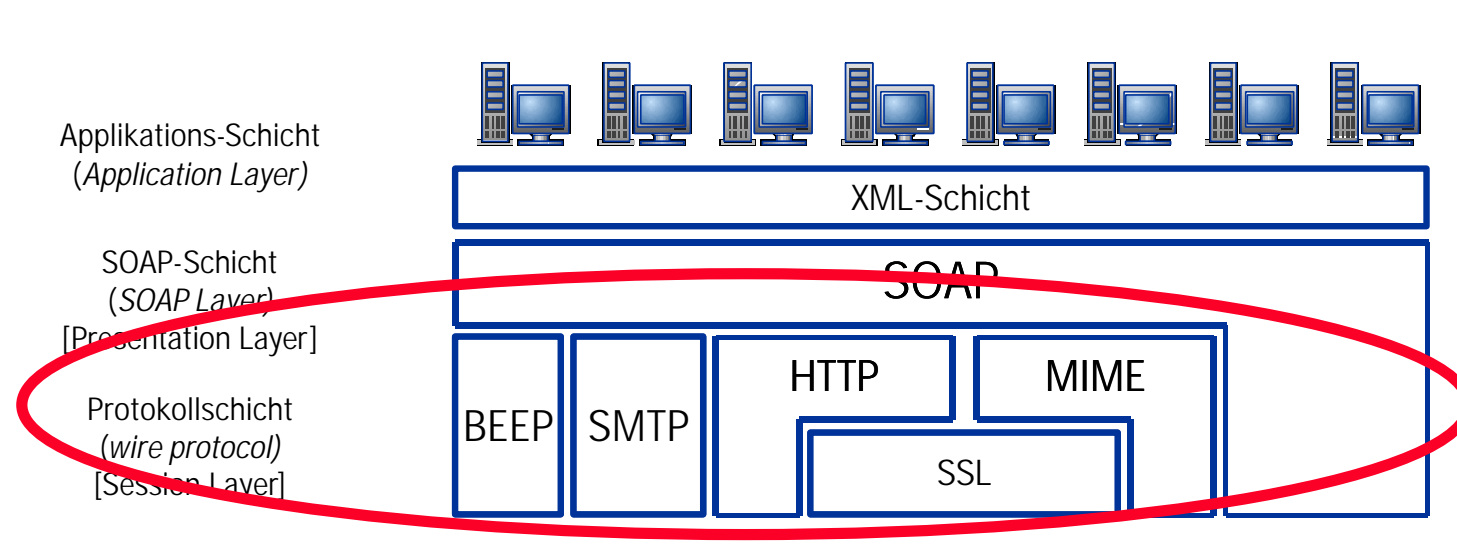 Applikations-Schicht
(Application Layer)
XML-Schicht
SOAP-Schicht
(SOAP Layer)
[Presentation Layer]
SOAP
HTTP
MIME
BEEP
SMTP
SSL
Protokollschicht
(wire protocol)
[Session Layer]